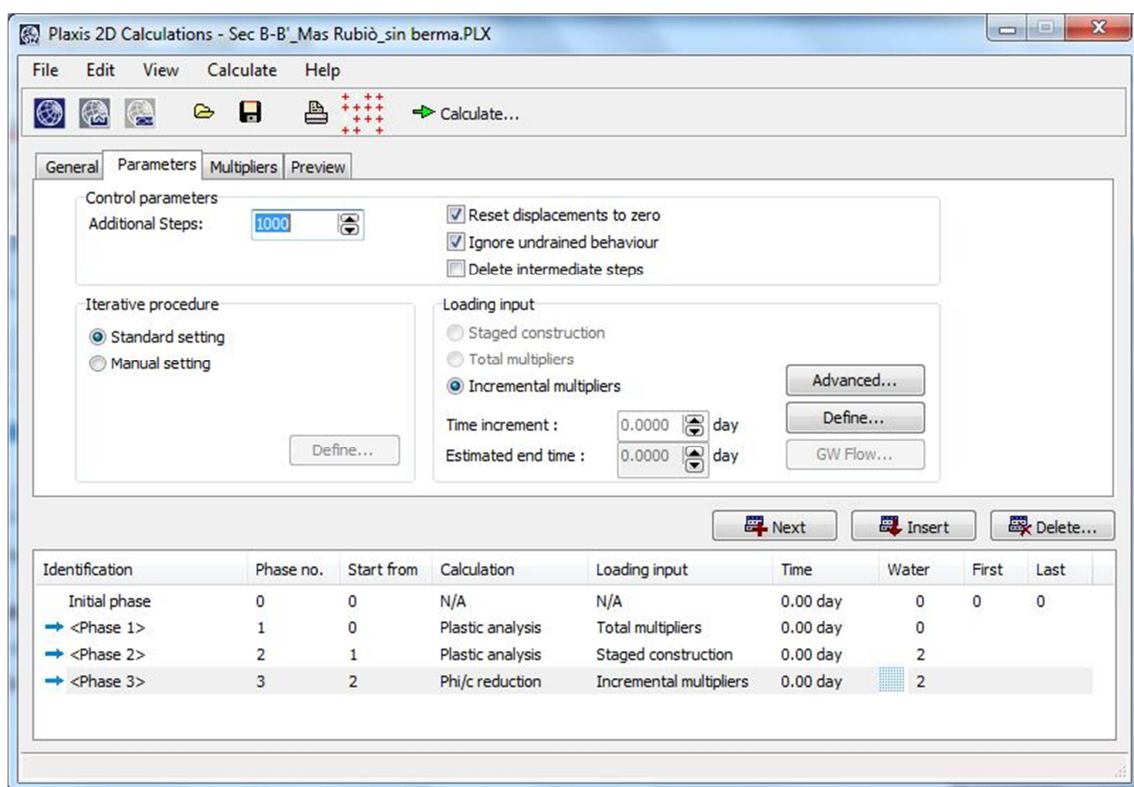 Plaxis 2D Calculations - Sec B-B'_Mas Rubiò_sin berma.PLX
File Edit View Calculate Help
Calculate...
General Parameters Multipliers Preview
Control parameters
Additional Steps: 1000
Reset displacements to zero
Ignore undrained behaviour
Delete intermediate steps
Iterative procedure
Standard setting
Manual setting
Define...
Loading input
Staged construction
Total multipliers
Incremental multipliers
Advanced...
Time increment : 0.0000 day
Define...
Estimated end time : 0.0000 day
GW Flow...
Next Insert Delete...
Identification Phase no. Start from Calculation Loading input Time Water First Last
Initial phase 0 0 N/A N/A 0.00 day 0 0 0
<Phase 1> 1 0 Plastic analysis Total multipliers 0.00 day 0
<Phase 2> 2 1 Plastic analysis Staged construction 0.00 day 2
<Phase 3> 3 2 Phi/c reduction Incremental multipliers 0.00 day 2